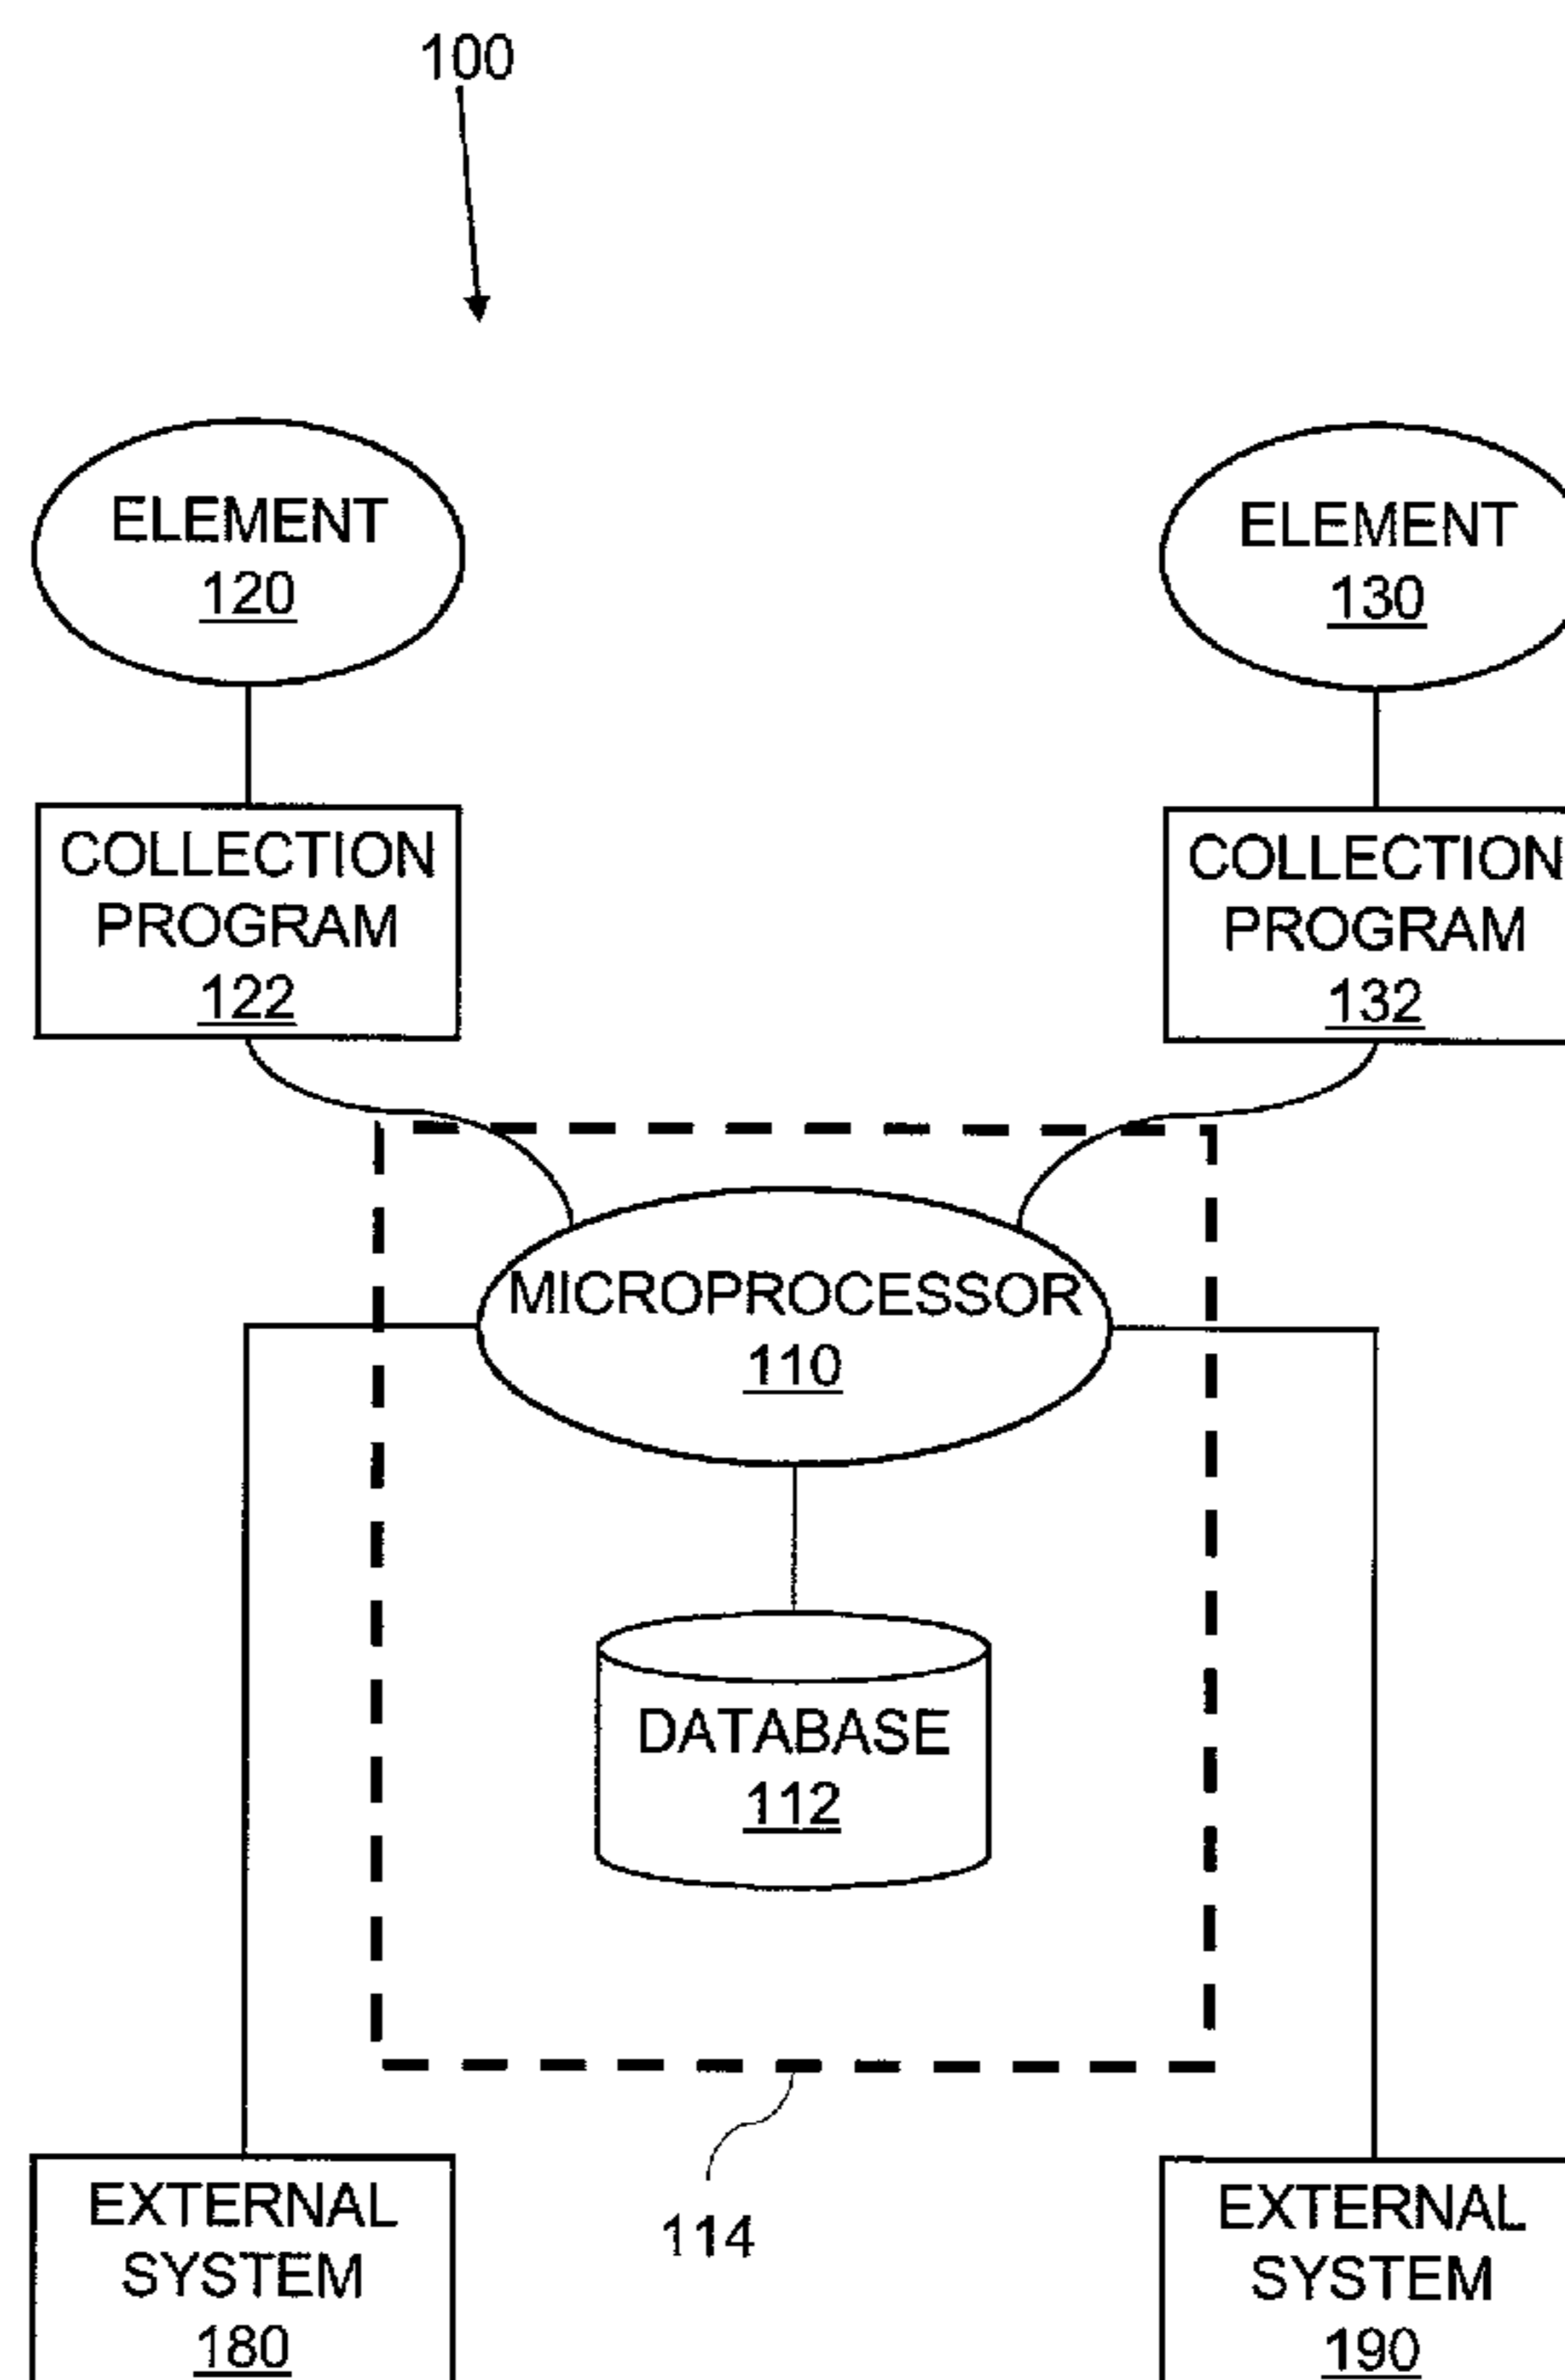 100
ELEMENT
120
ELEMENT
130
COLLECTION
PROGRAM
122
COLLECTION
PROGRAM
132
MICROPROCESSOR
110
DATABASE
112
114
EXTERNAL
SYSTEM
180
EXTERNAL
SYSTEM
190